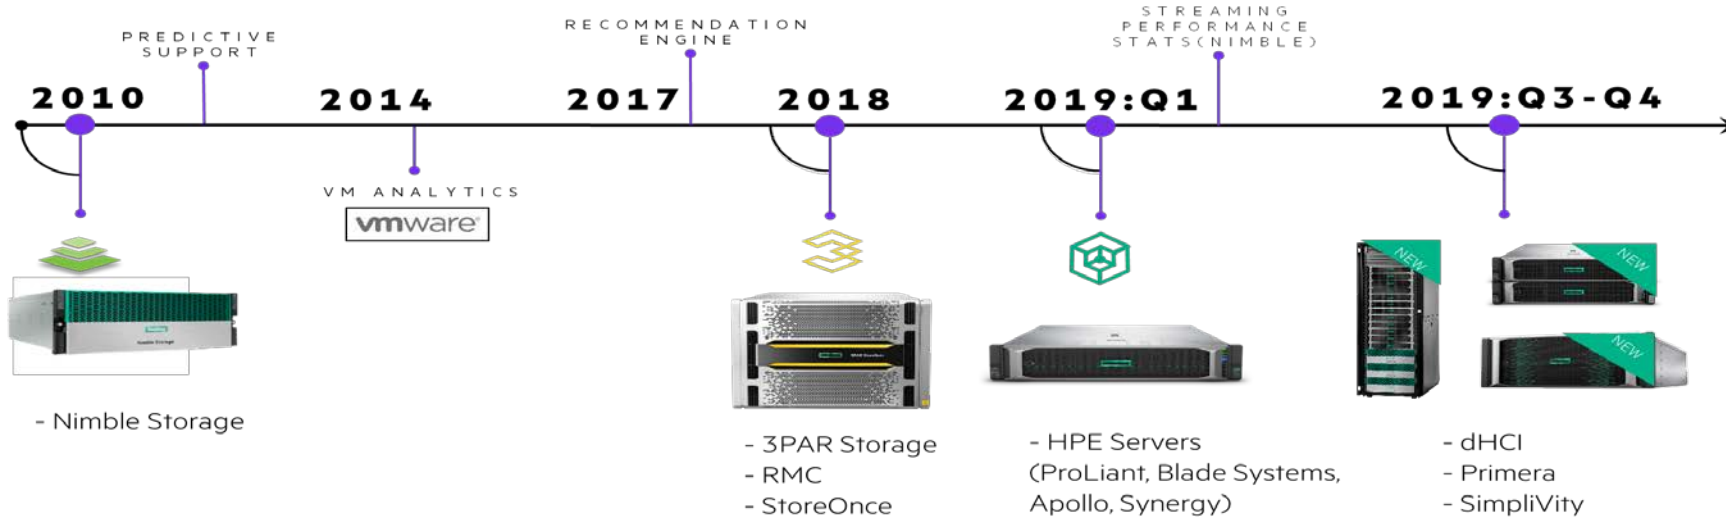 PREDICTIVE
SUPPORT
RECOMMENDATION
ENGINE
STREAMING
PERFORMANCE
STATS(NIMBLE)
2010
2014
2017
2018
2019:Q1
2019:Q3-Q4
VM ANALYTICS
vmware
NEW
NEW
NEW
Nimble Storage
- Nimble Storage
- 3PAR Storage
- RMC
- StoreOnce
- HPE Servers
(ProLiant, Blade Systems,
Apollo, Synergy)
- dHCI
- Primera
- SimpliVity